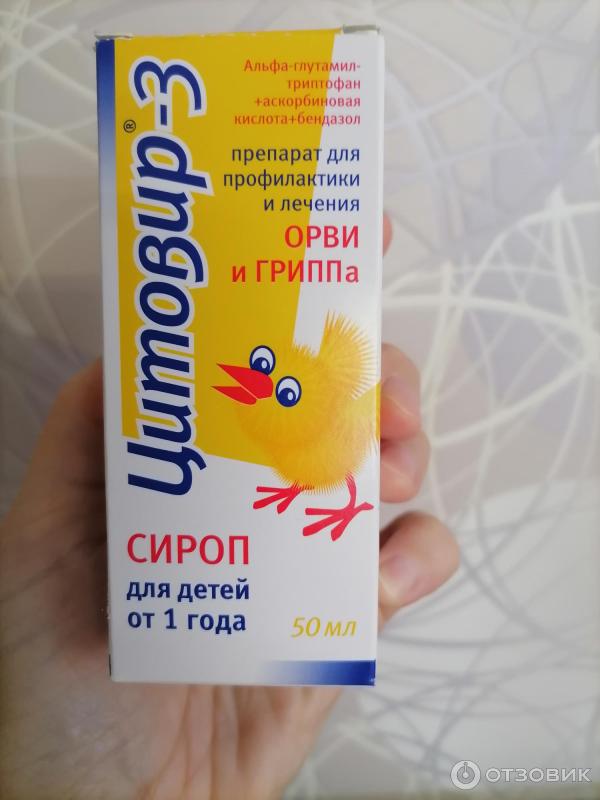 Цитовир®-3
Альфа-глутамил-
триптофан
+аскорбиновая
кислота+бендазол
препарат для
профилактики
и лечения
ОРВИ
и ГРИППа
СИРОП
для детей
от 1 года
50 мл
ОТЗОВИК